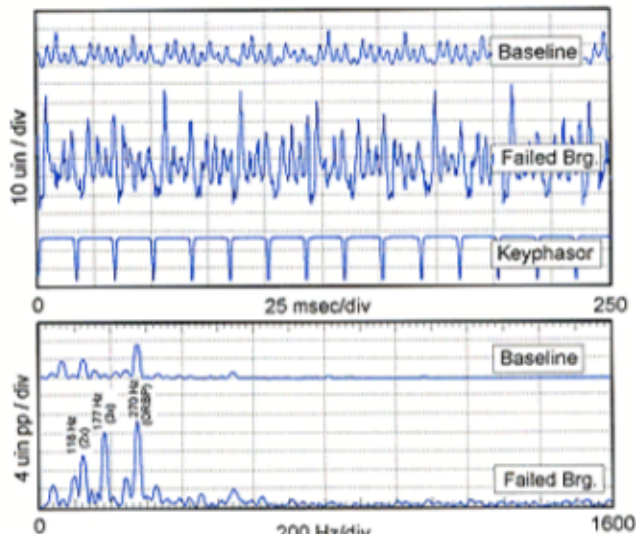 Baseline
10 uin / div
Failed Brg.
Keyphasor
0
25 msec/div
250
Baseline
4 uin pp / div
118 Hz
(2x)
177 Hz
(3x)
270 Hz
(ORBP)
Failed Brg.
0
200 Hz/div
1600